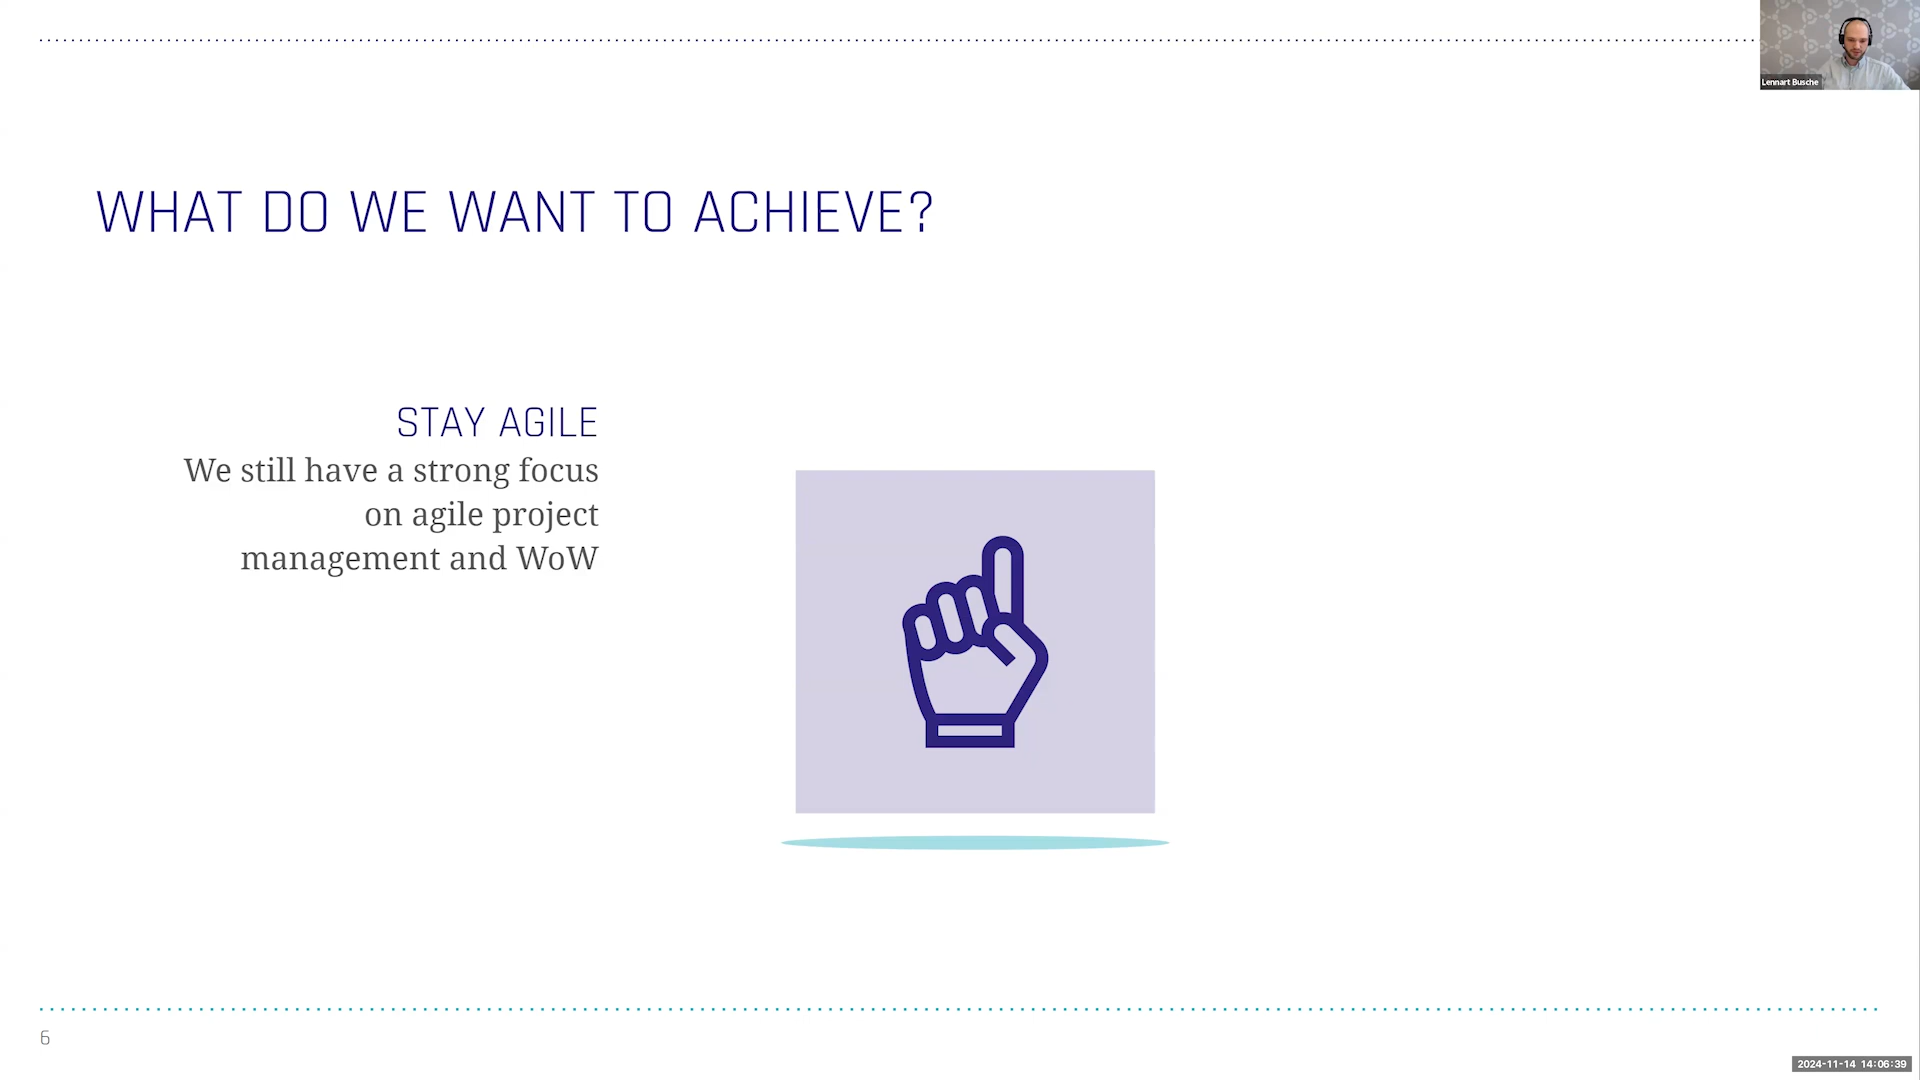 Lennart Busche
WHAT DO WE WANT TO ACHIEVE?
STAY AGILE
We still have a strong focus
on agile project
management and WoW
6
2024-11-14 14:06:39